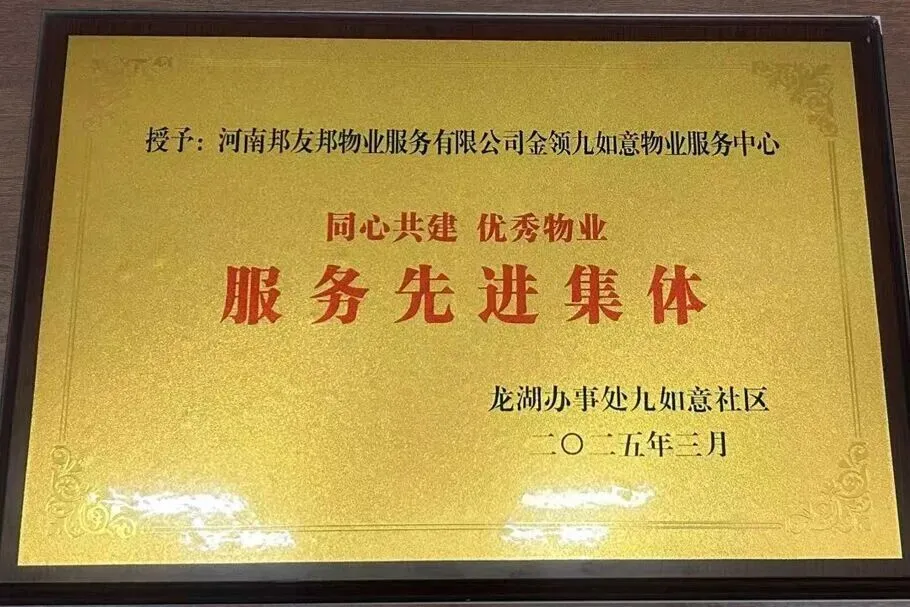 授予：河南邦友邦物业服务有限公司金领九如意物业服务中心
同心共建 优秀物业
服务先进集体
龙湖办事处九如意社区
二〇二五年三月